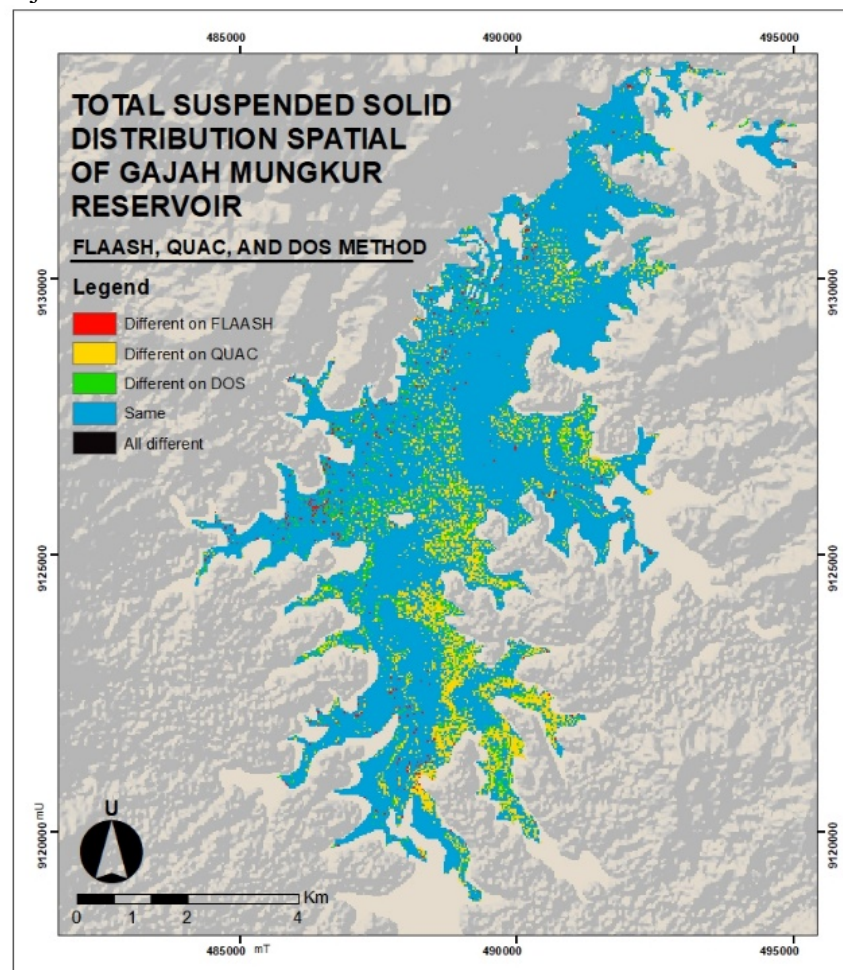 485000 490000 495000
TOTAL SUSPENDED SOLID
DISTRIBUTION SPATIAL
OF GAJAH MUNGKUR
RESERVOIR
FLAASH, QUAC, AND DOS METHOD
Legend
Different on FLAASH
Different on QUAC
Different on DOS
Same
All different
9130000 9130000
9125000 9125000
9120000 mU 9120000
U
Km
0 1 2 4
485000 mT 490000 495000